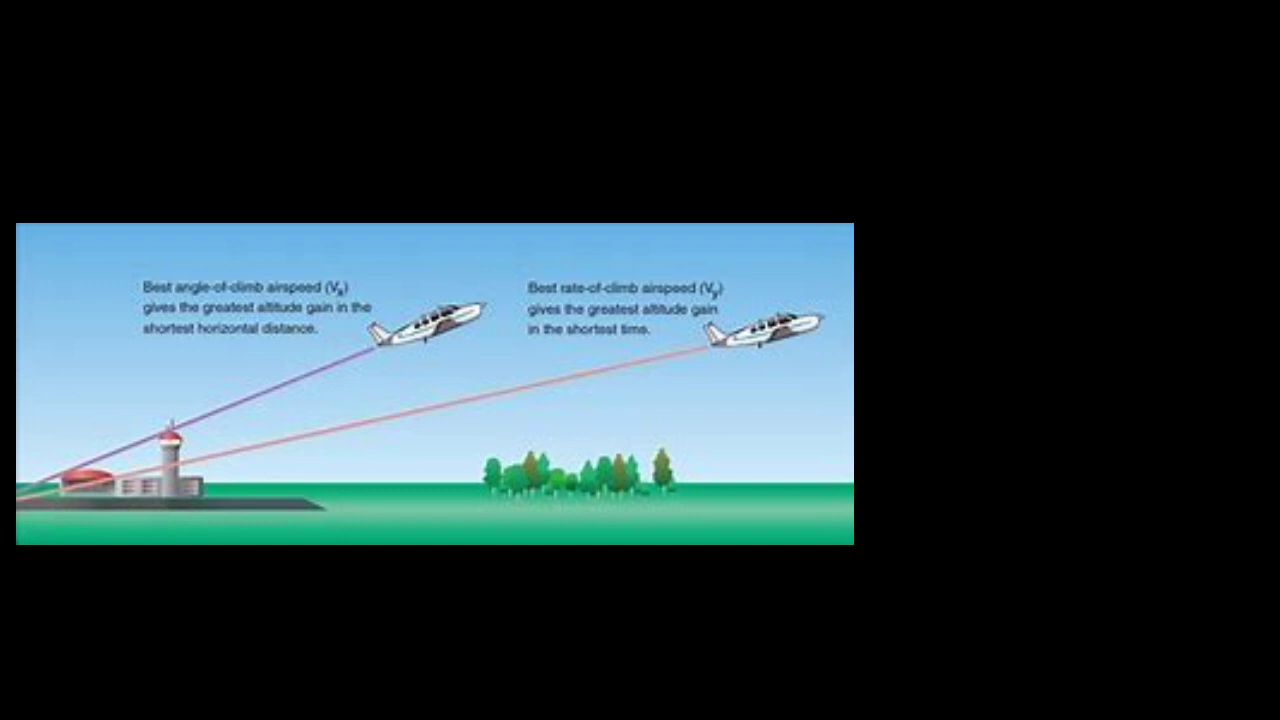 Best angle-of-climb airspeed (Vx)
gives the greatest altitude gain in the
shortest horizontal distance.
Best rate-of-climb airspeed (Vy)
gives the greatest altitude gain
in the shortest time.